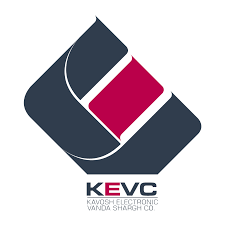 KEVC
KAVOSH ELECTRONIC
VANDA SHARGH CO.